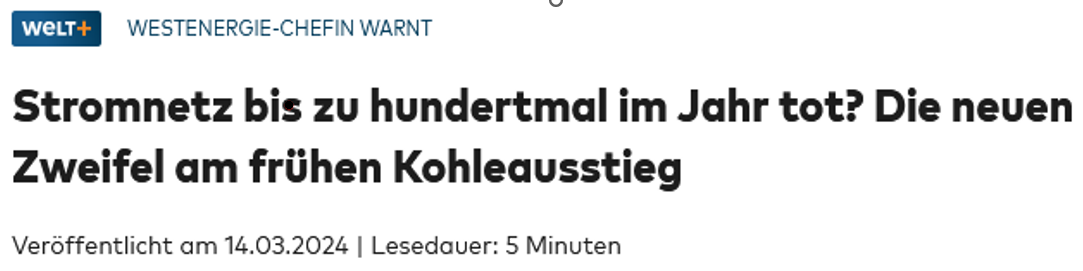 WELT+ WESTENERGIE-CHEFIN WARNT
Stromnetz bis zu hundertmal im Jahr tot? Die neuen
Zweifel am frühen Kohleausstieg
Veröffentlicht am 14.03.2024 | Lesedauer: 5 Minuten